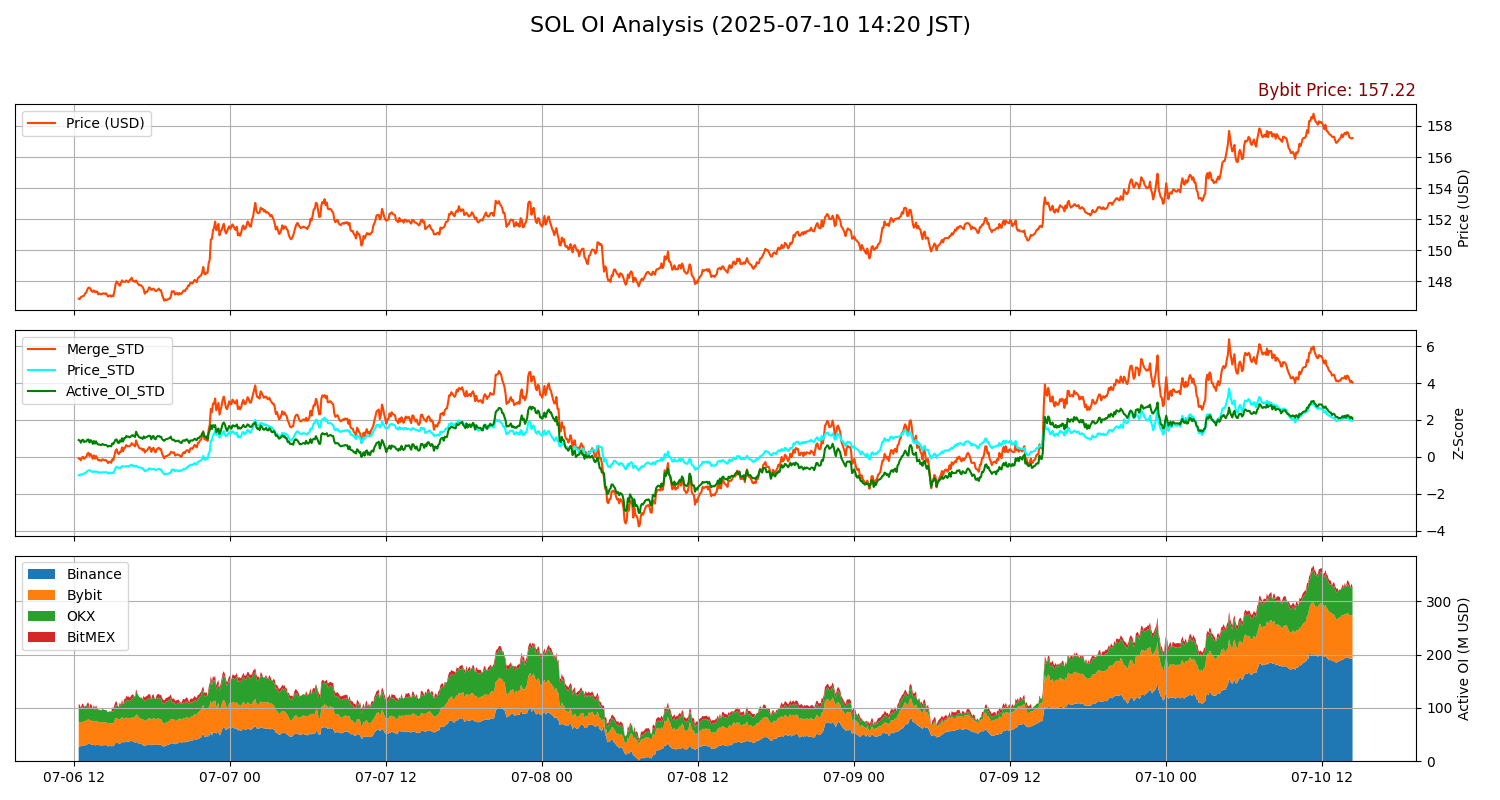 SOL OI Analysis (2025-07-10 14:20 JST)
Bybit Price: 157.22
Price (USD)
158
156
154
152
150
148
Price (USD)
Merge_STD
Price_STD
Active_OI_STD
6
4
2
0
−2
−4
Z-Score
Binance
Bybit
OKX
BitMEX
300
200
100
0
Active OI (M USD)
07-06 12
07-07 00
07-07 12
07-08 00
07-08 12
07-09 00
07-09 12
07-10 00
07-10 12